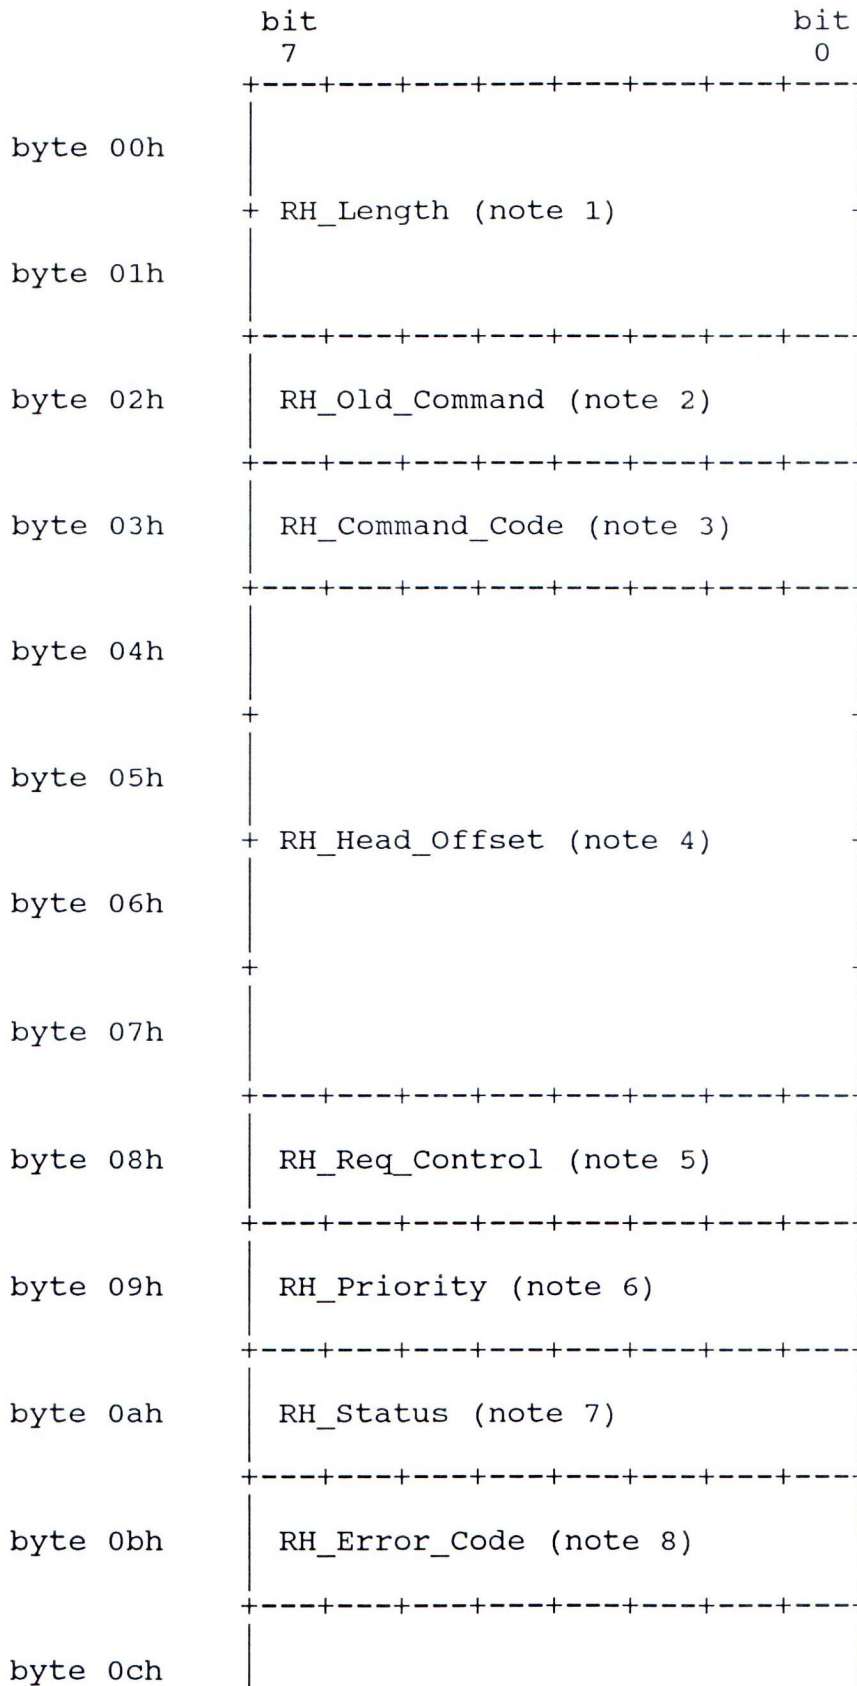 bit bit
7 0
+---+---+---+---+---+---+---+---
byte 00h |
+ RH_Length (note 1) -
byte 01h |
+---+---+---+---+---+---+---+---
byte 02h | RH_Old_Command (note 2)
+---+---+---+---+---+---+---+---
byte 03h | RH_Command_Code (note 3)
+---+---+---+---+---+---+---+---
byte 04h |
+ -
byte 05h |
+ RH_Head_Offset (note 4) -
byte 06h |
+ -
byte 07h |
+---+---+---+---+---+---+---+---
byte 08h | RH_Req_Control (note 5)
+---+---+---+---+---+---+---+---
byte 09h | RH_Priority (note 6)
+---+---+---+---+---+---+---+---
byte 0ah | RH_Status (note 7)
+---+---+---+---+---+---+---+---
byte 0bh | RH_Error_Code (note 8)
+---+---+---+---+---+---+---+---
byte 0ch |